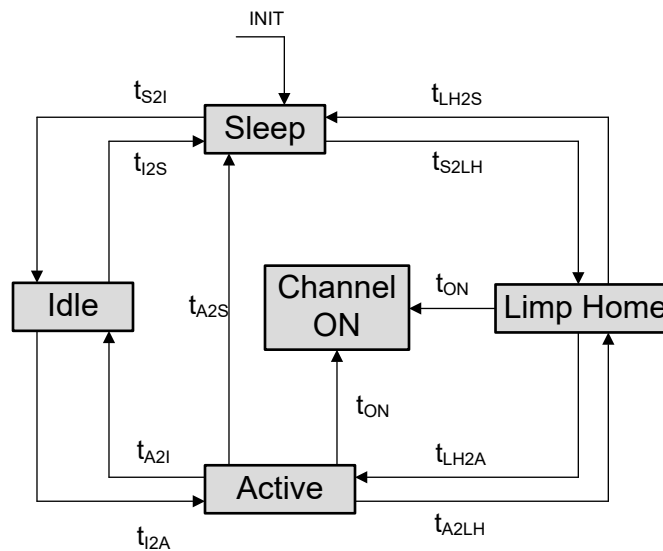 INIT
tS2I
tLH2S
Sleep
tI2S
tS2LH
Idle
tA2S
Channel
ON
tON
Limp Home
tON
tA2I
tLH2A
Active
tI2A
tA2LH